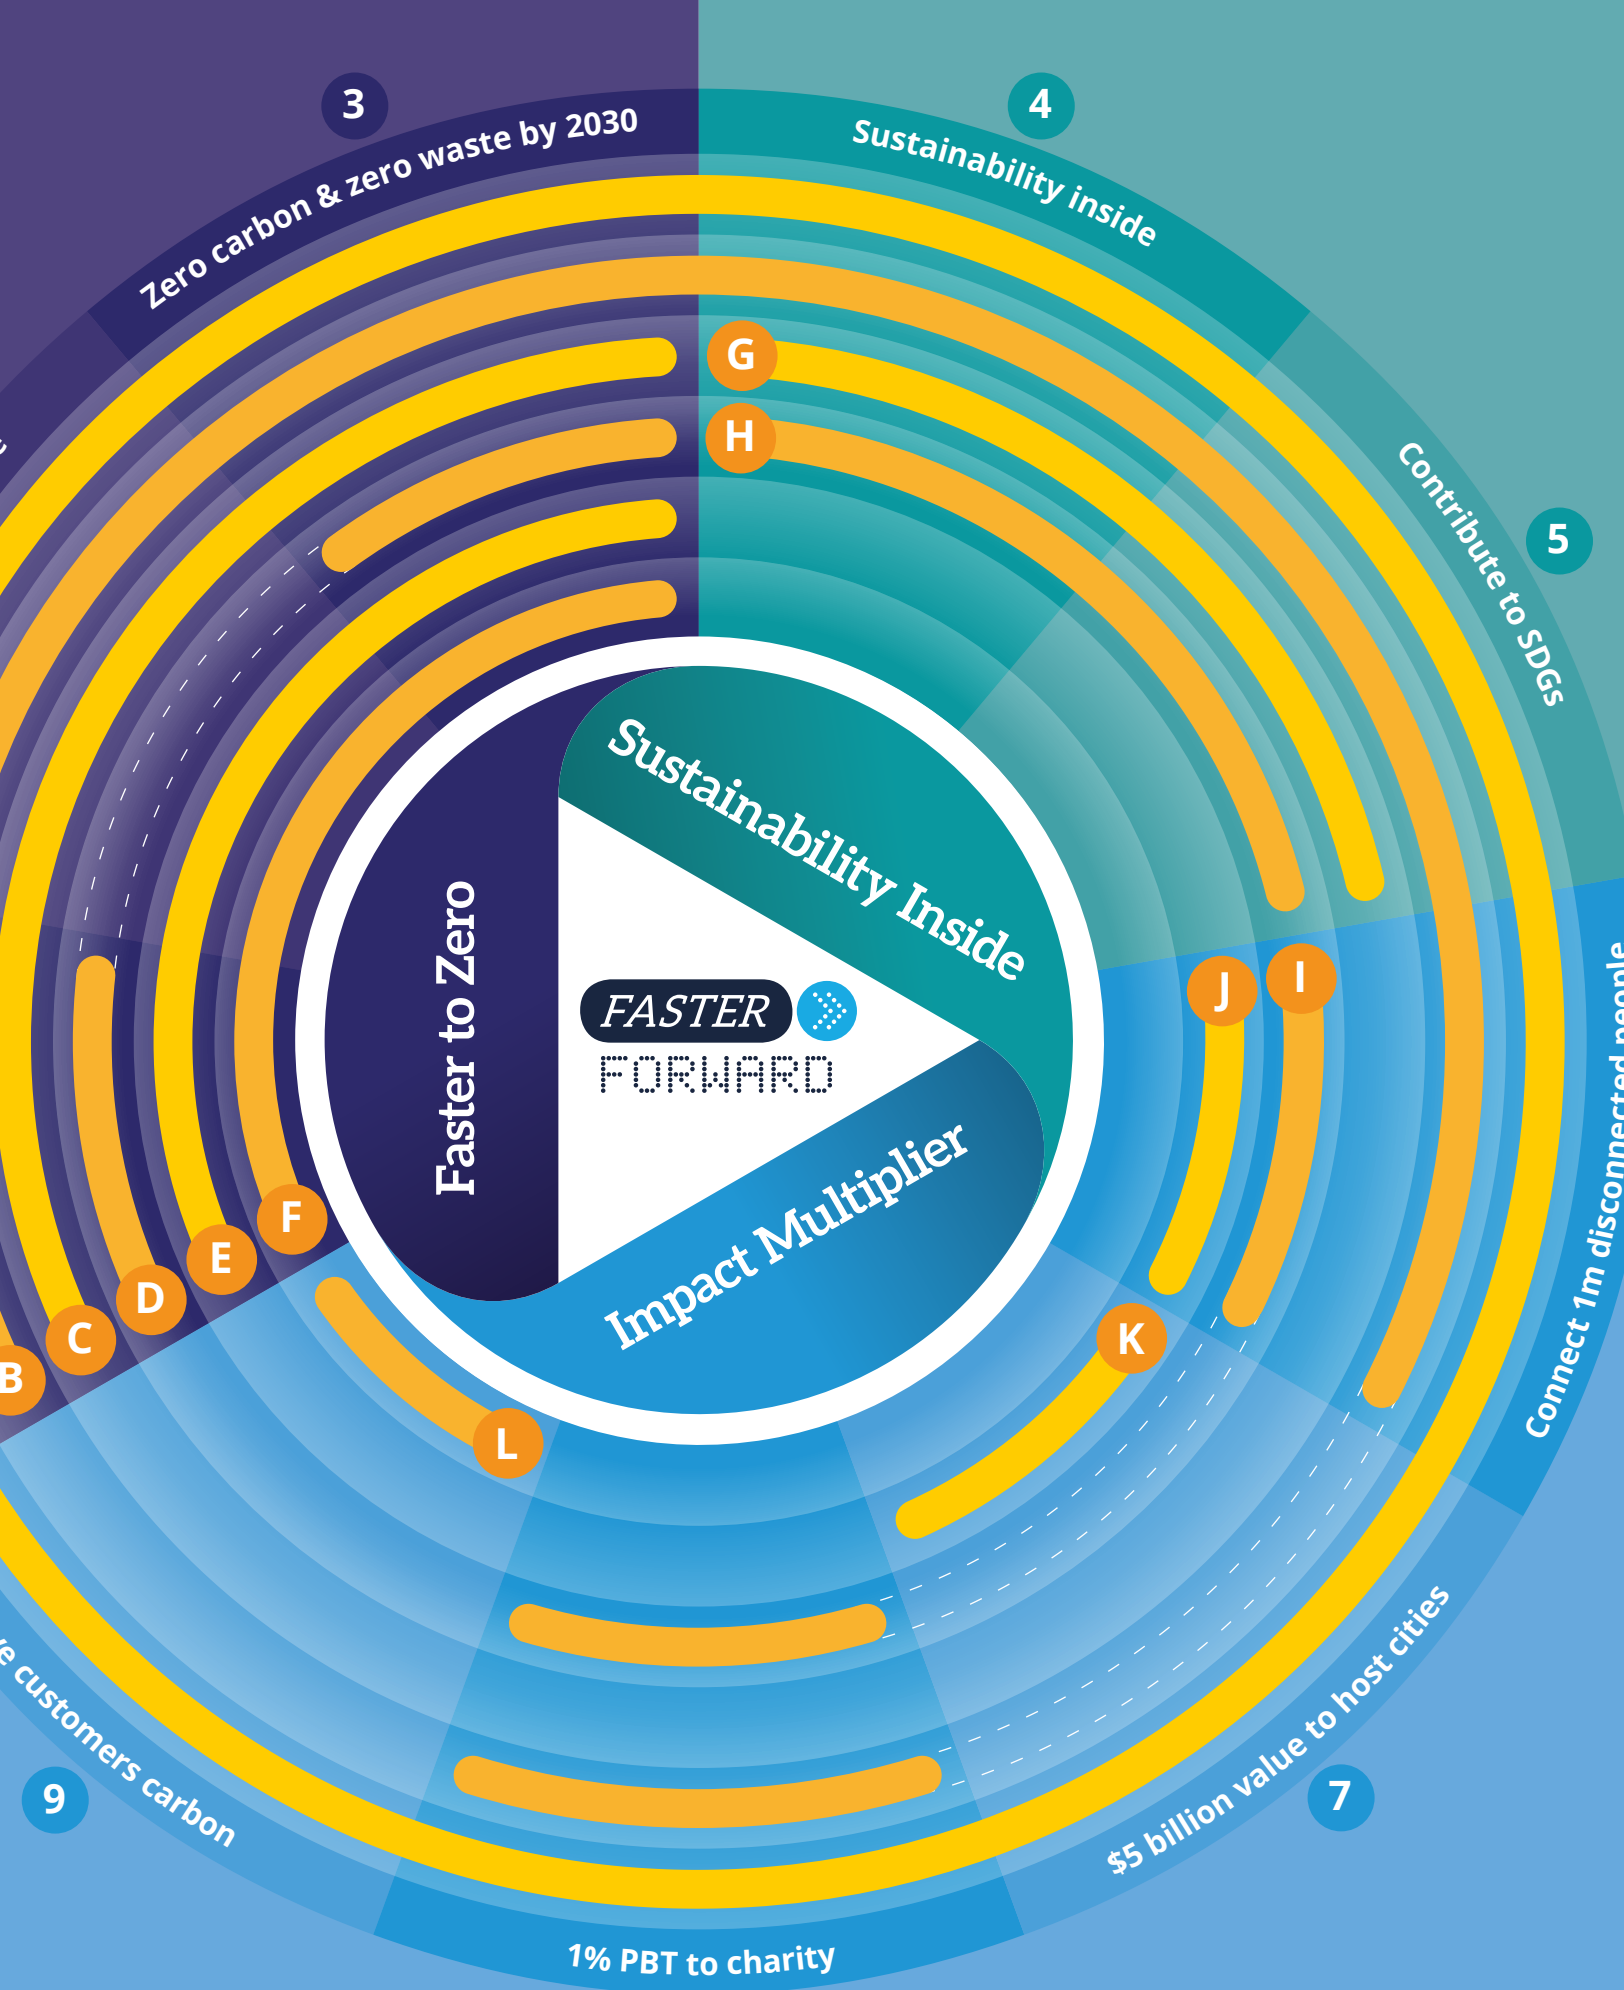 3
Zero carbon & zero waste by 2030
4
Sustainability inside
5
Contribute to SDGs
G
H
Sustainability Inside
Faster to Zero
FASTER
FORWARD
Impact Multiplier
J
I
F
E
D
C
B
K
L
Connect 1m disconnected people
7
$5 billion value to host cities
1% PBT to charity
9
customers carbon